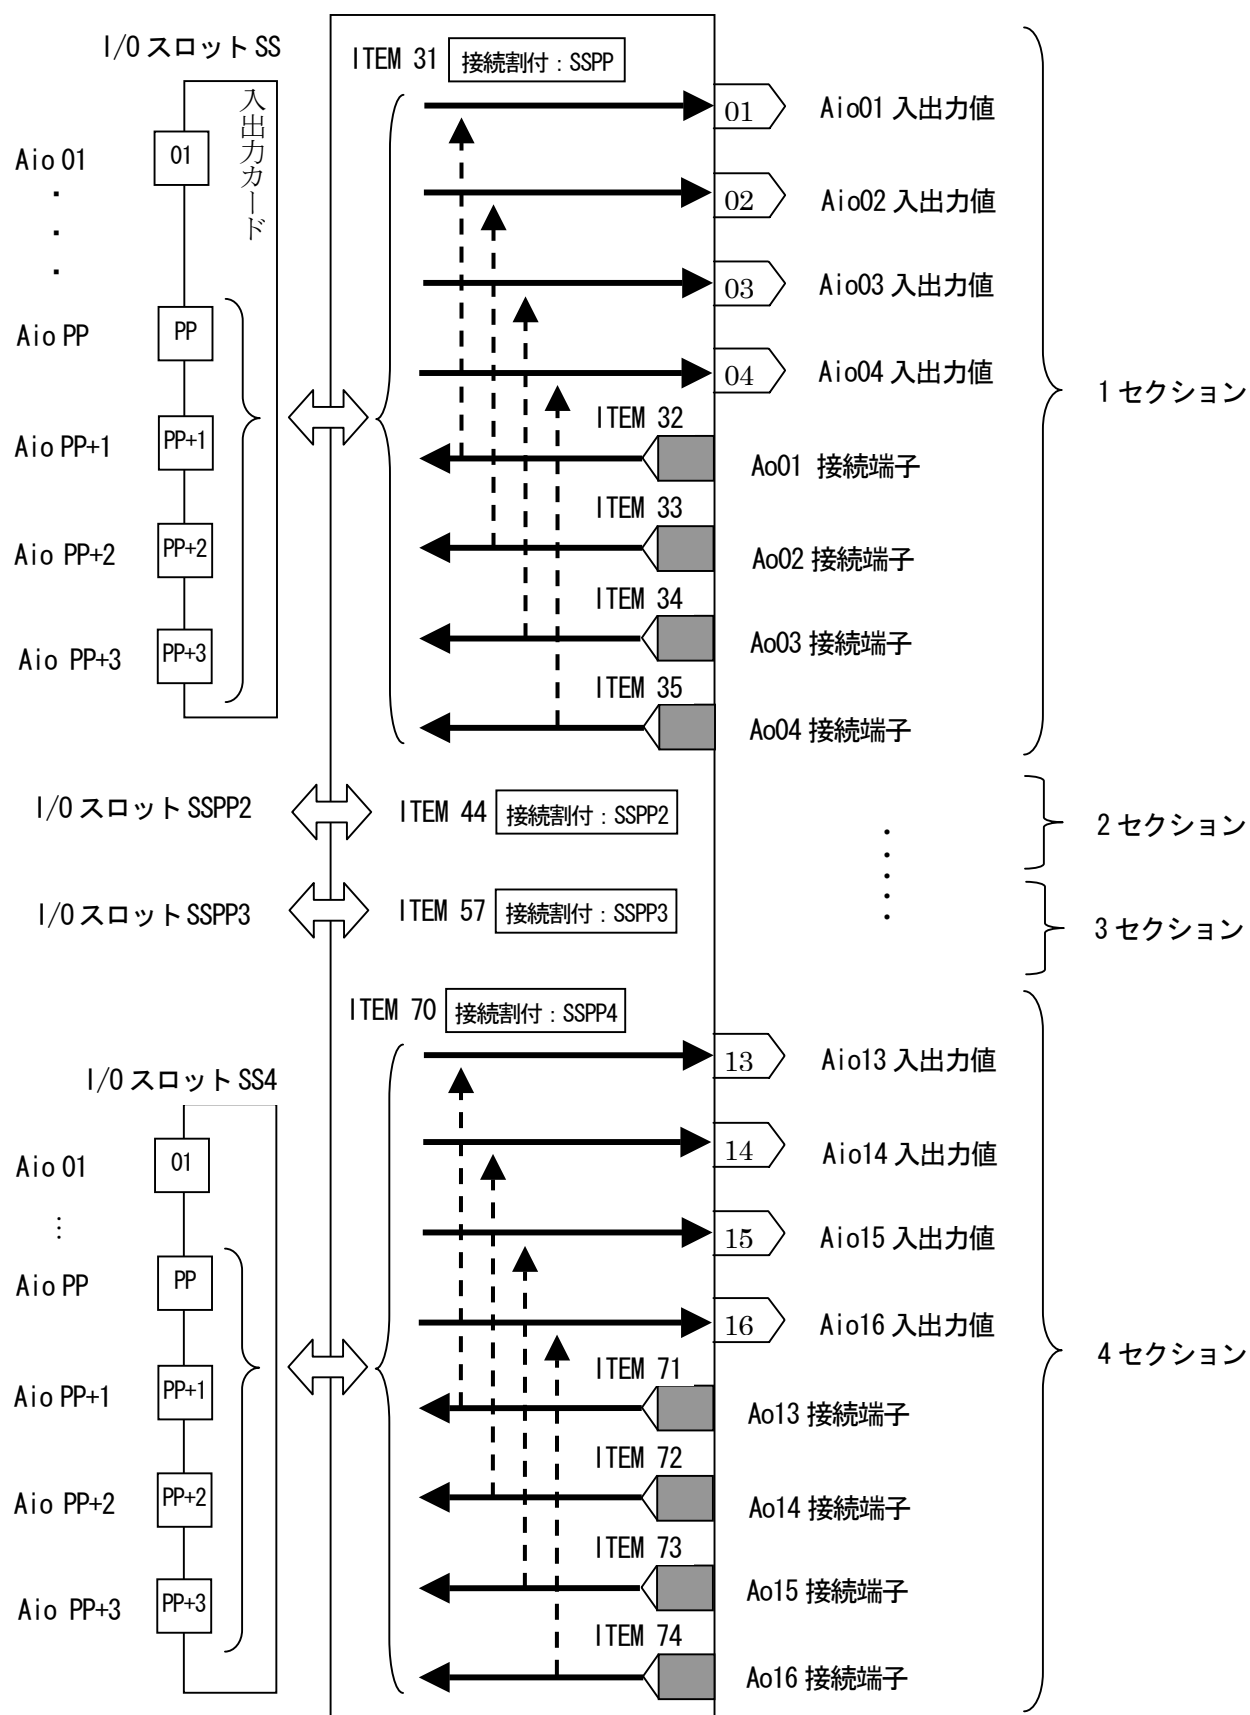 I/O スロット SS
ITEM 31 接続割付：SSPP
入出力カード
01 Aio01 入出力値
Aio 01 01
・
・
・
02 Aio02 入出力値
03 Aio03 入出力値
Aio PP PP
04 Aio04 入出力値
1 セクション
ITEM 32
Aio PP+1 PP+1
Ao01 接続端子
ITEM 33
Aio PP+2 PP+2
Ao02 接続端子
ITEM 34
Aio PP+3 PP+3
Ao03 接続端子
ITEM 35
Ao04 接続端子
I/O スロット SSPP2 ITEM 44 接続割付：SSPP2
・・・・・
2 セクション
I/O スロット SSPP3 ITEM 57 接続割付：SSPP3
3 セクション
ITEM 70 接続割付：SSPP4
I/O スロット SS4
13 Aio13 入出力値
Aio 01 01
…
14 Aio14 入出力値
15 Aio15 入出力値
Aio PP PP
16 Aio16 入出力値
4 セクション
ITEM 71
Aio PP+1 PP+1
Ao13 接続端子
ITEM 72
Aio PP+2 PP+2
Ao14 接続端子
ITEM 73
Aio PP+3 PP+3
Ao15 接続端子
ITEM 74
Ao16 接続端子